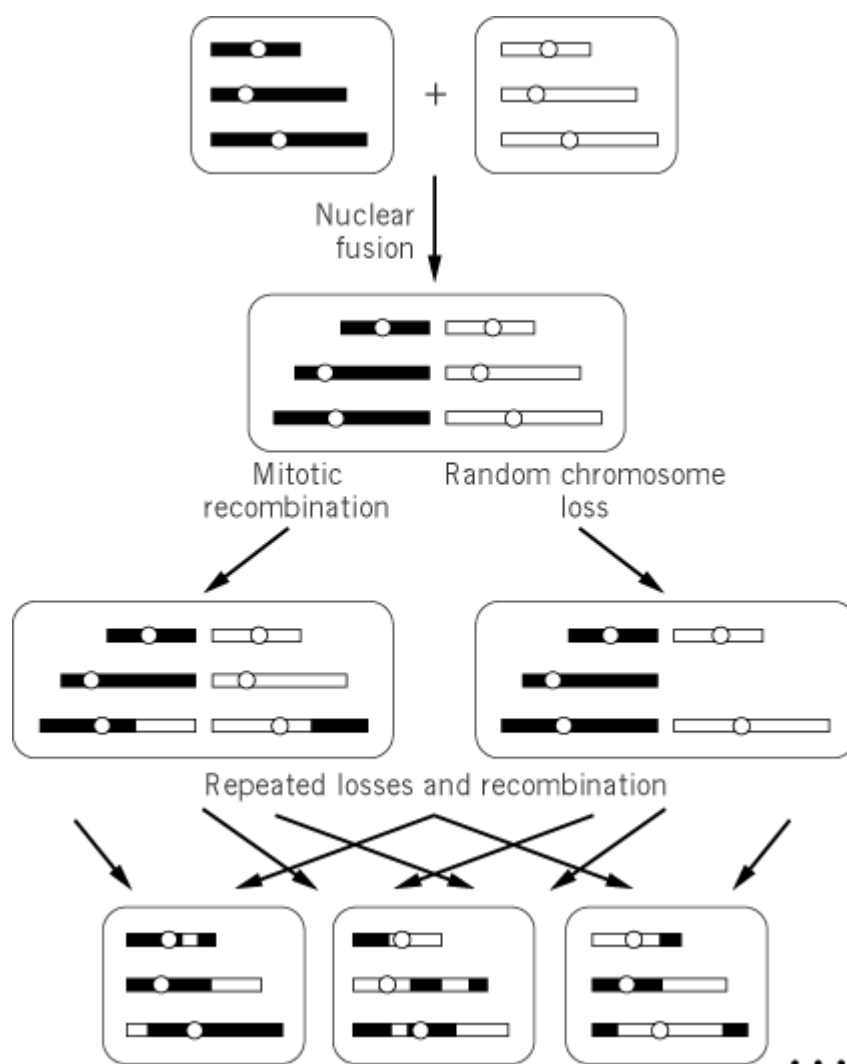 +
Nuclear
fusion
Mitotic
recombination
Random chromosome
loss
Repeated losses and recombination
...